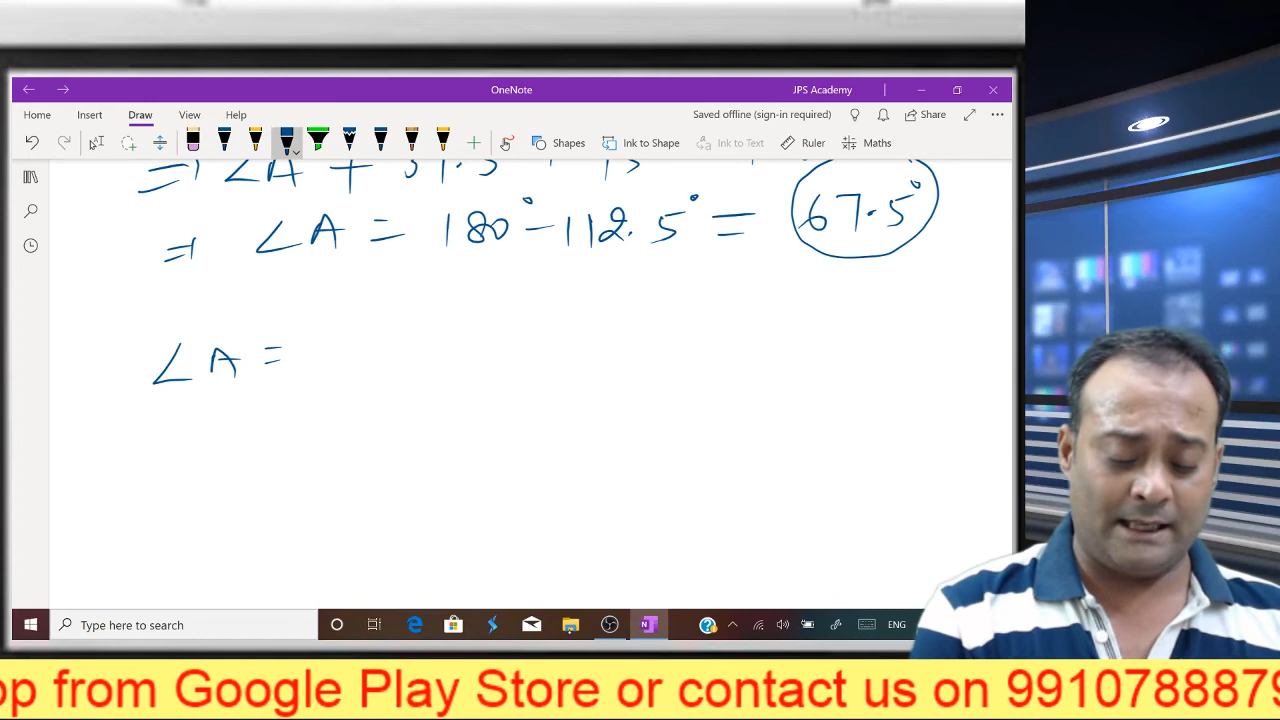 OneNote
JPS Academy
Home Insert Draw View Help
Saved offline (sign-in required)
Share
Shapes
Ink to Shape
Ink to Text
Ruler
Maths
⇒ ∠A = 180° - 112.5° = 67.5°
∠A =
Type here to search
ENG
op from Google Play Store or contact us on 9910788879